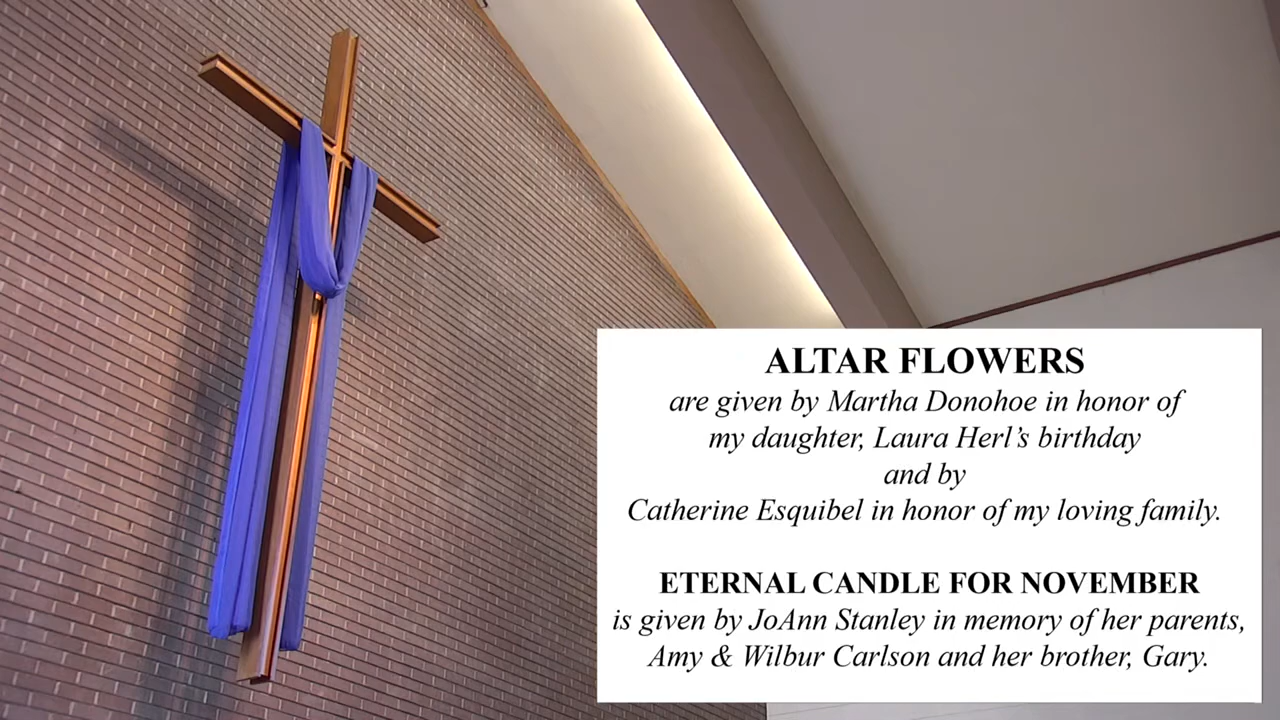 ALTAR FLOWERS
are given by Martha Donohoe in honor of
my daughter, Laura Herl’s birthday
and by
Catherine Esquibel in honor of my loving family.
ETERNAL CANDLE FOR NOVEMBER
is given by JoAnn Stanley in memory of her parents,
Amy & Wilbur Carlson and her brother, Gary.